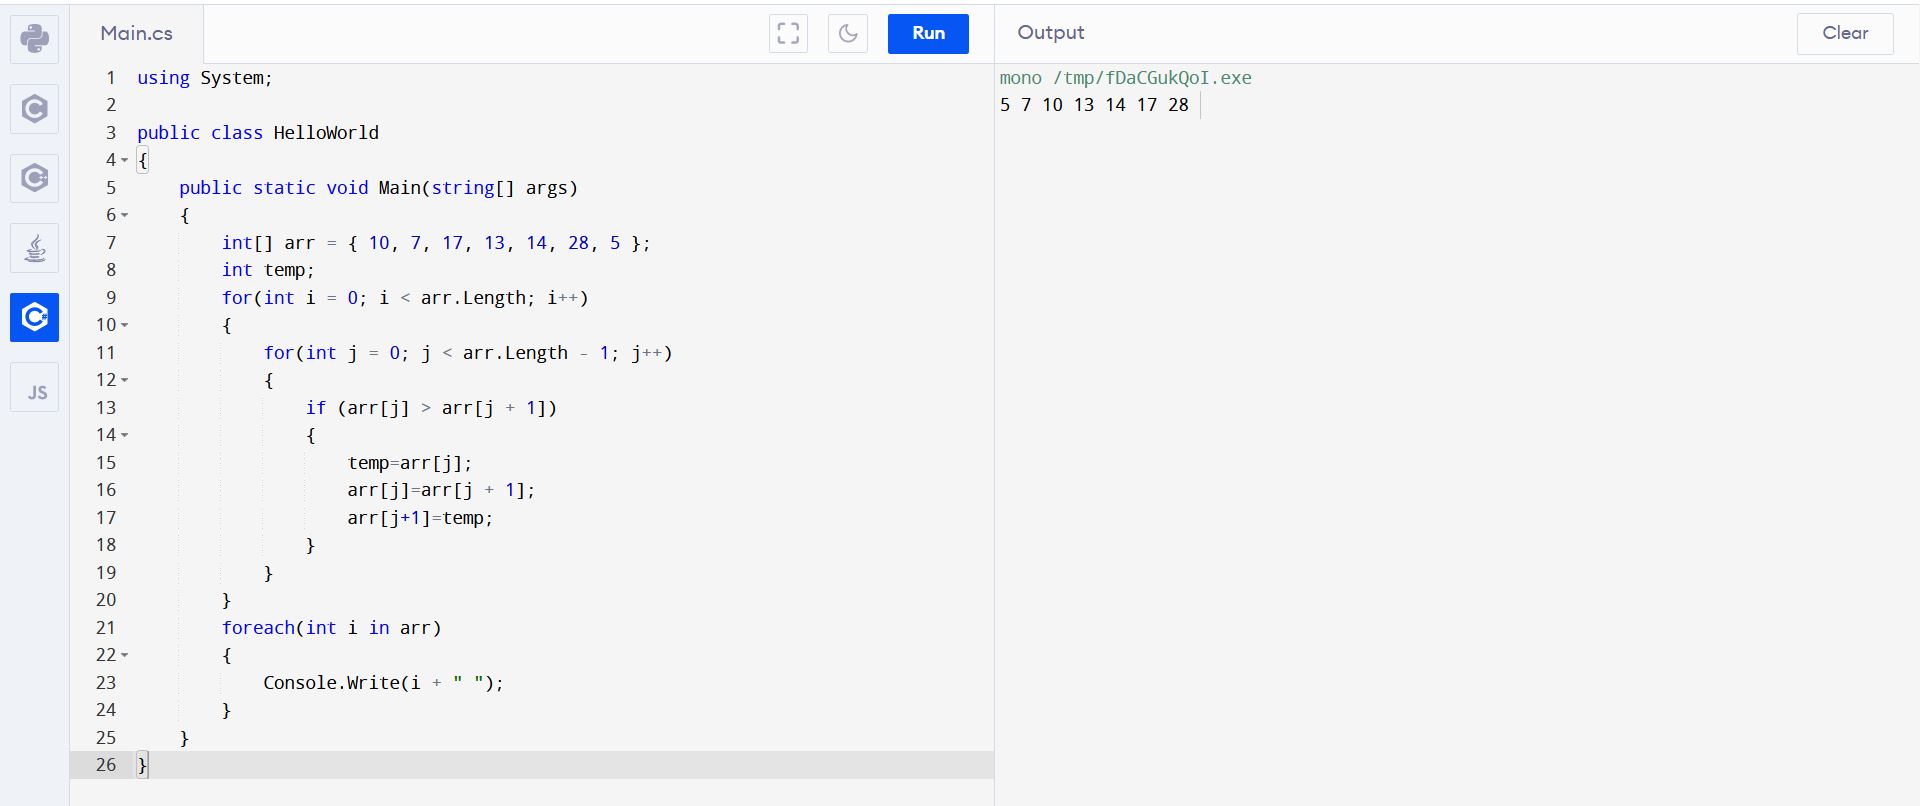 Main.cs
Run
Output
Clear
1 using System;
2
3 public class HelloWorld
4 {
5     public static void Main(string[] args)
6     {
7         int[] arr = { 10, 7, 17, 13, 14, 28, 5 };
8         int temp;
9         for(int i = 0; i < arr.Length; i++)
10         {
11             for(int j = 0; j < arr.Length - 1; j++)
12             {
13                 if (arr[j] > arr[j + 1])
14                 {
15                     temp=arr[j];
16                     arr[j]=arr[j + 1];
17                     arr[j+1]=temp;
18                 }
19             }
20         }
21         foreach(int i in arr)
22         {
23             Console.Write(i + " ");
24         }
25     }
26 }
mono /tmp/fDaCGukQoI.exe
5 7 10 13 14 17 28
C
C++
C#
JS